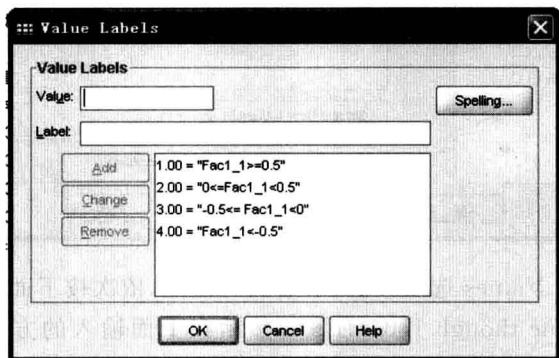 Value Labels
Value Labels
Value:
Spelling...
Label:
Add
Change
Remove
1.00 = "Fac1_1>=0.5"
2.00 = "0<=Fac1_1<0.5"
3.00 = "-0.5<= Fac1_1<0"
4.00 = "Fac1_1<-0.5"
OK
Cancel
Help